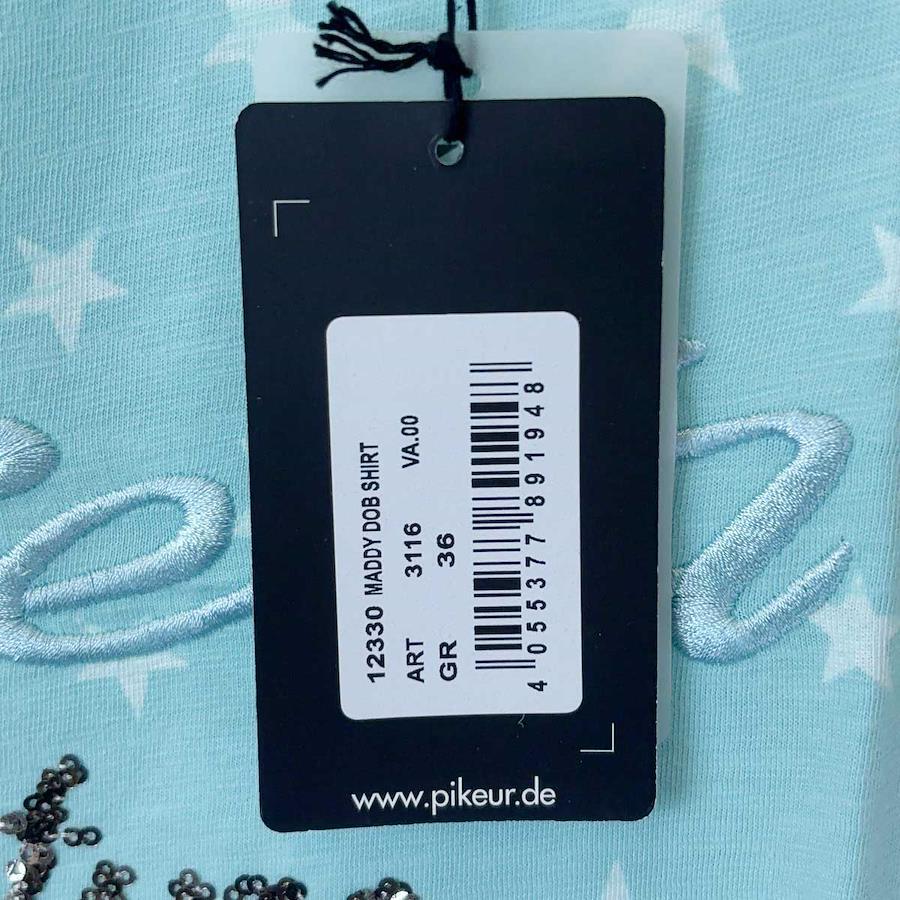 12330 MADDY DOB SHIRT
ART 3116 VA.00
GR 36
4 055377 891948
www.pikeur.de